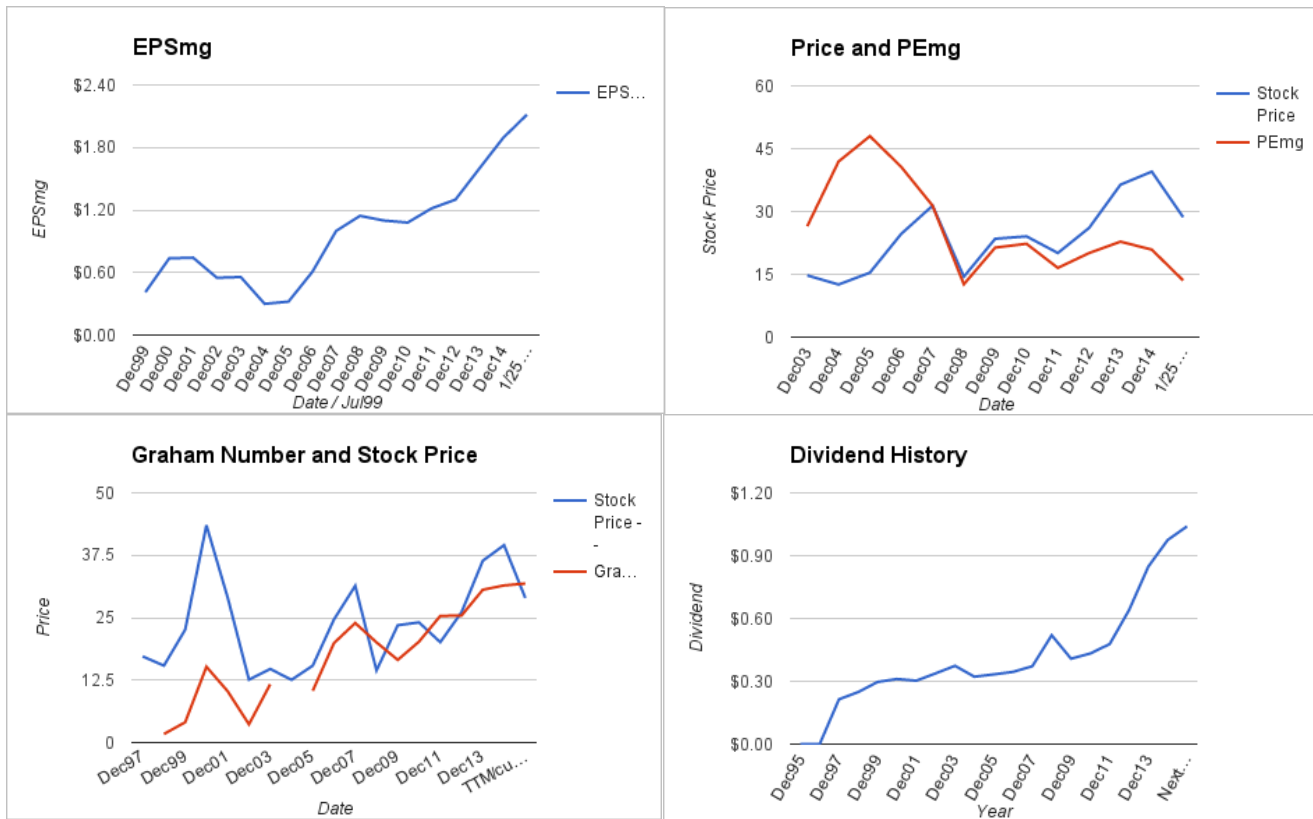 EPSmg
$2.40
$1.80
$1.20
$0.60
$0.00
EPSmg
EPS…
Dec99
Dec00
Dec01
Dec02
Dec03
Dec04
Dec05
Dec06
Dec07
Dec08
Dec09
Dec10
Dec11
Dec12
Dec13
Dec14
1/25…
Date / Jul99
Price and PEmg
60
45
30
15
0
Stock Price
Stock
Price
PEmg
Dec03
Dec04
Dec05
Dec06
Dec07
Dec08
Dec09
Dec10
Dec11
Dec12
Dec13
Dec14
1/25…
Date
Graham Number and Stock Price
50
37.5
25
12.5
0
Price
Stock
Price -
-
Gra…
Dec97
Dec99
Dec01
Dec03
Dec05
Dec07
Dec09
Dec11
Dec13
TTM/cu…
Date
Dividend History
$1.20
$0.90
$0.60
$0.30
$0.00
Dividend
Dec95
Dec97
Dec99
Dec01
Dec03
Dec05
Dec07
Dec09
Dec11
Dec13
Next…
Year